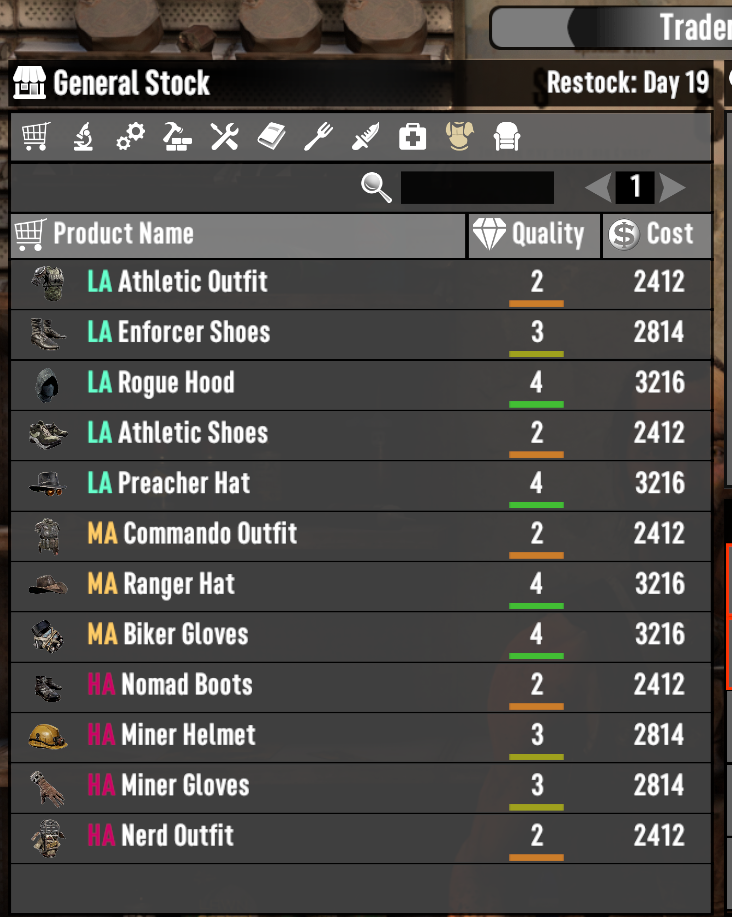 Trader
General Stock Restock: Day 19
1
Product Name Quality Cost
LA Athletic Outfit 2 2412
LA Enforcer Shoes 3 2814
LA Rogue Hood 4 3216
LA Athletic Shoes 2 2412
LA Preacher Hat 4 3216
MA Commando Outfit 2 2412
MA Ranger Hat 4 3216
MA Biker Gloves 4 3216
HA Nomad Boots 2 2412
HA Miner Helmet 3 2814
HA Miner Gloves 3 2814
HA Nerd Outfit 2 2412